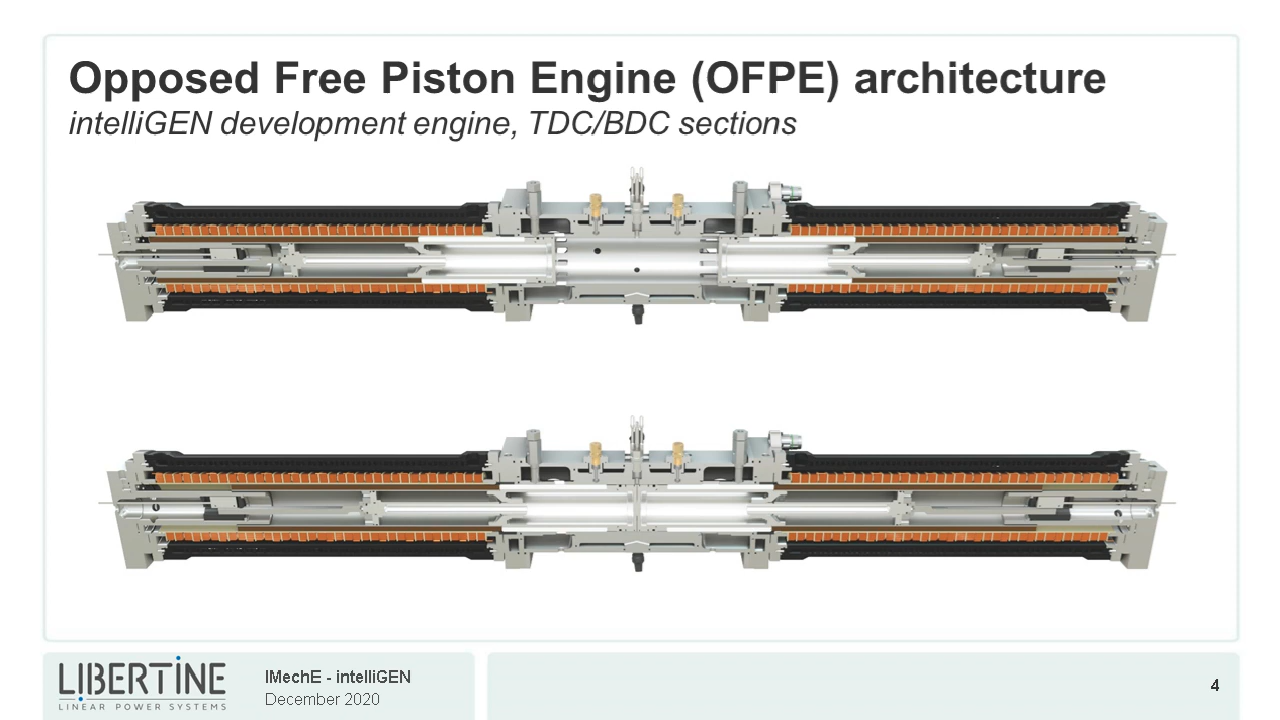 Opposed Free Piston Engine (OFPE) architecture
intelliGEN development engine, TDC/BDC sections
LIBERTINE
LINEAR POWER SYSTEMS
IMechE - intelliGEN
December 2020
4